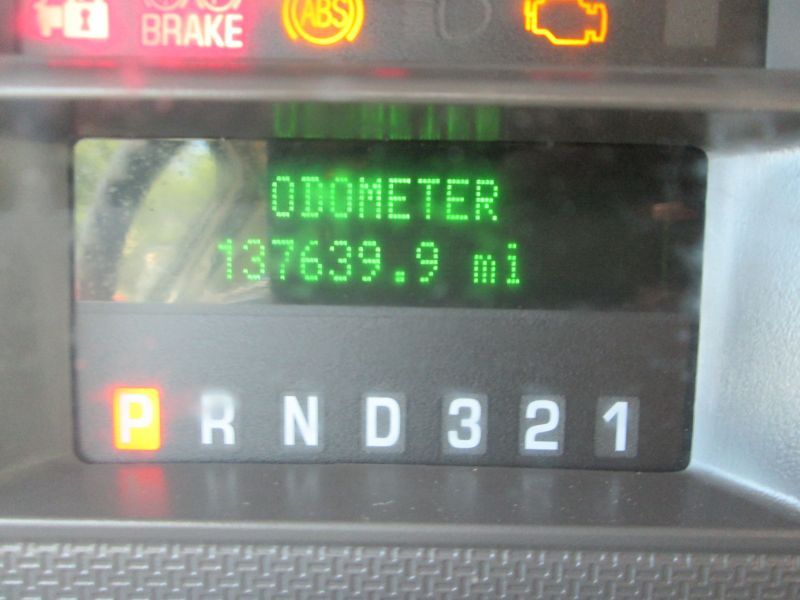 BRAKE ABS
ODOMETER
137639.9 mi
P R N D 3 2 1